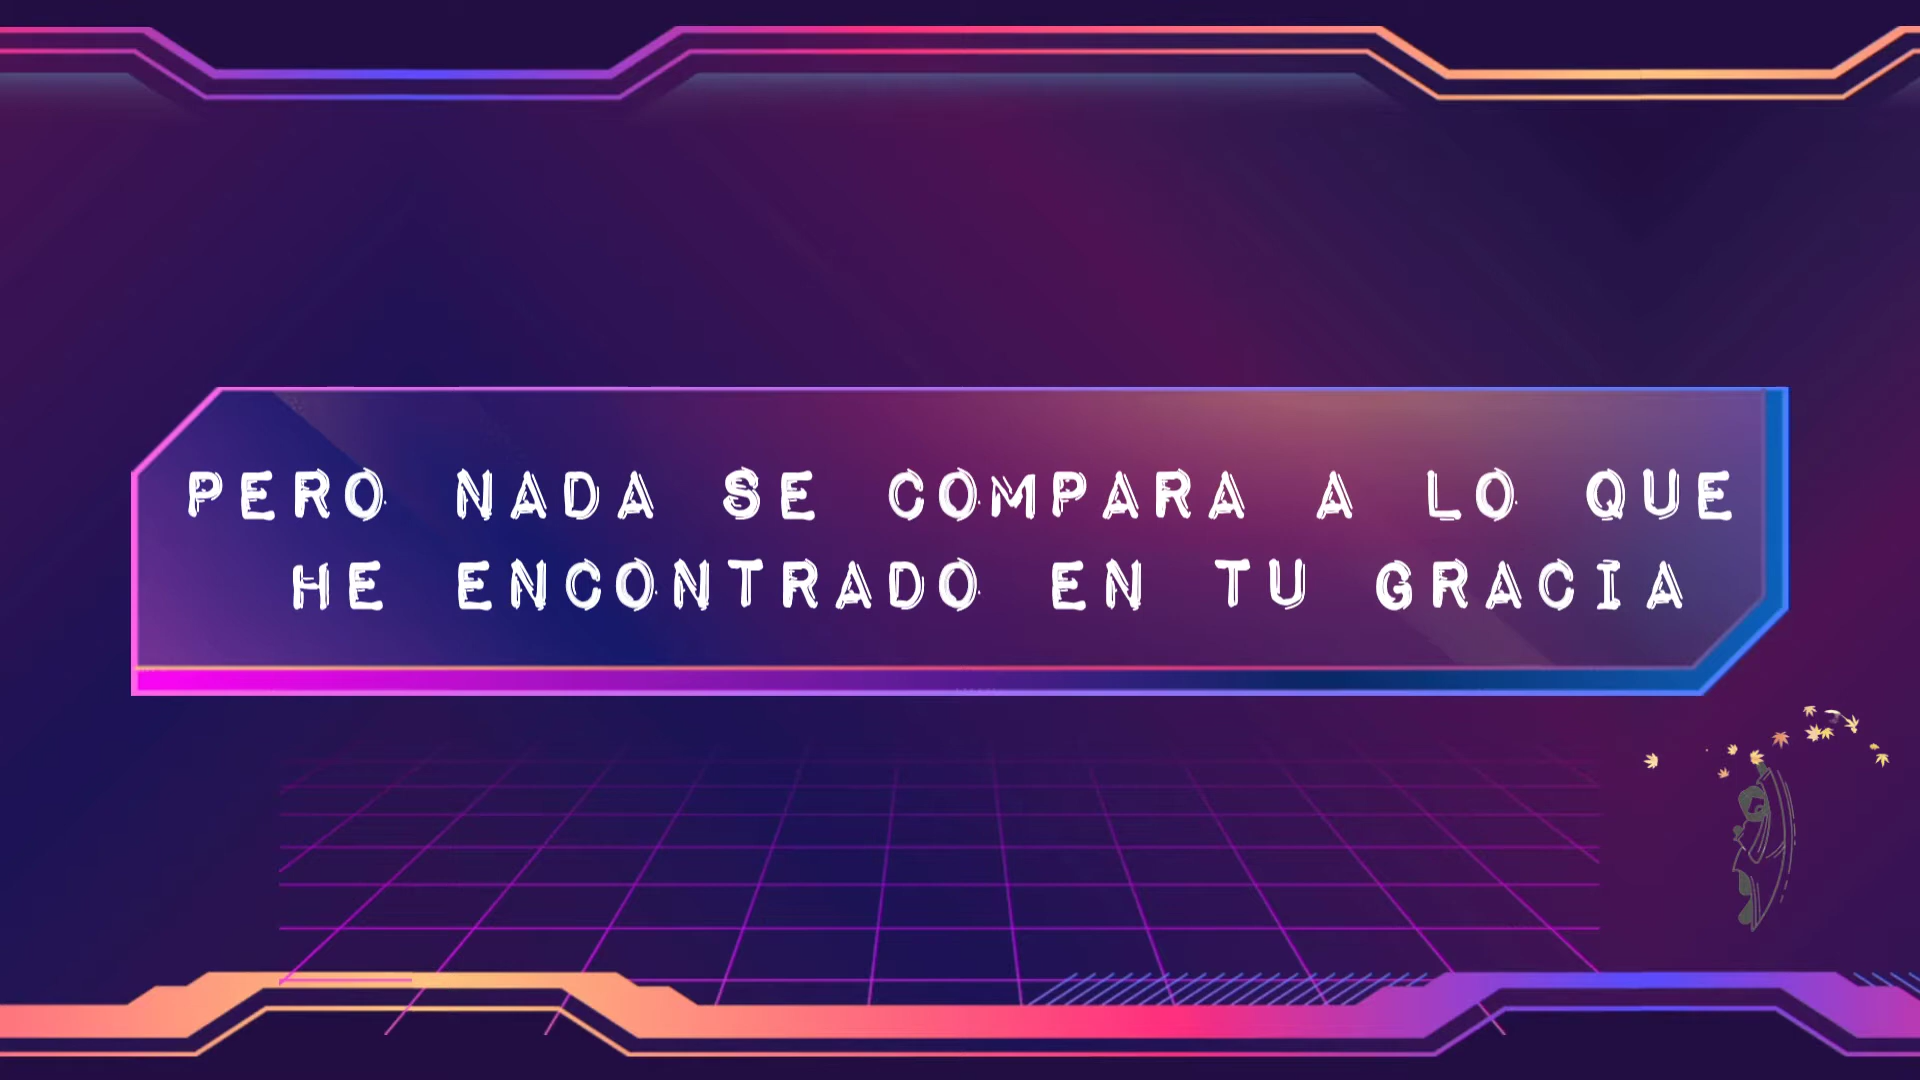 PERO NADA SE COMPARA A LO QUE
HE ENCONTRADO EN TU GRACIA